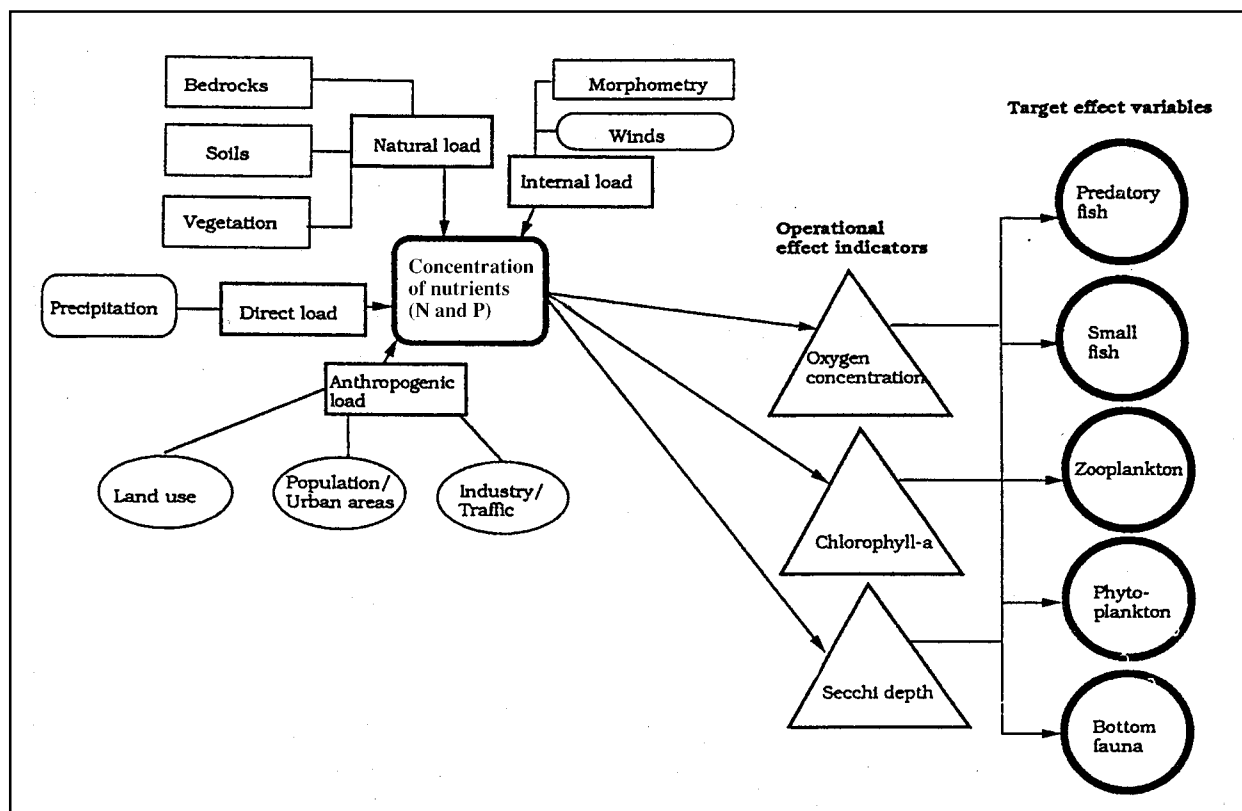 Bedrocks
Soils
Vegetation
Natural load
Morphometry
Winds
Internal load
Precipitation
Direct load
Concentration
of nutrients
(N and P)
Anthropogenic
load
Land use
Population/
Urban areas
Industry/
Traffic
Operational
effect indicators
Oxygen
concentration
Chlorophyll-a
Secchi depth
Target effect variables
Predatory
fish
Small
fish
Zooplankton
Phyto-
plankton
Bottom
fauna